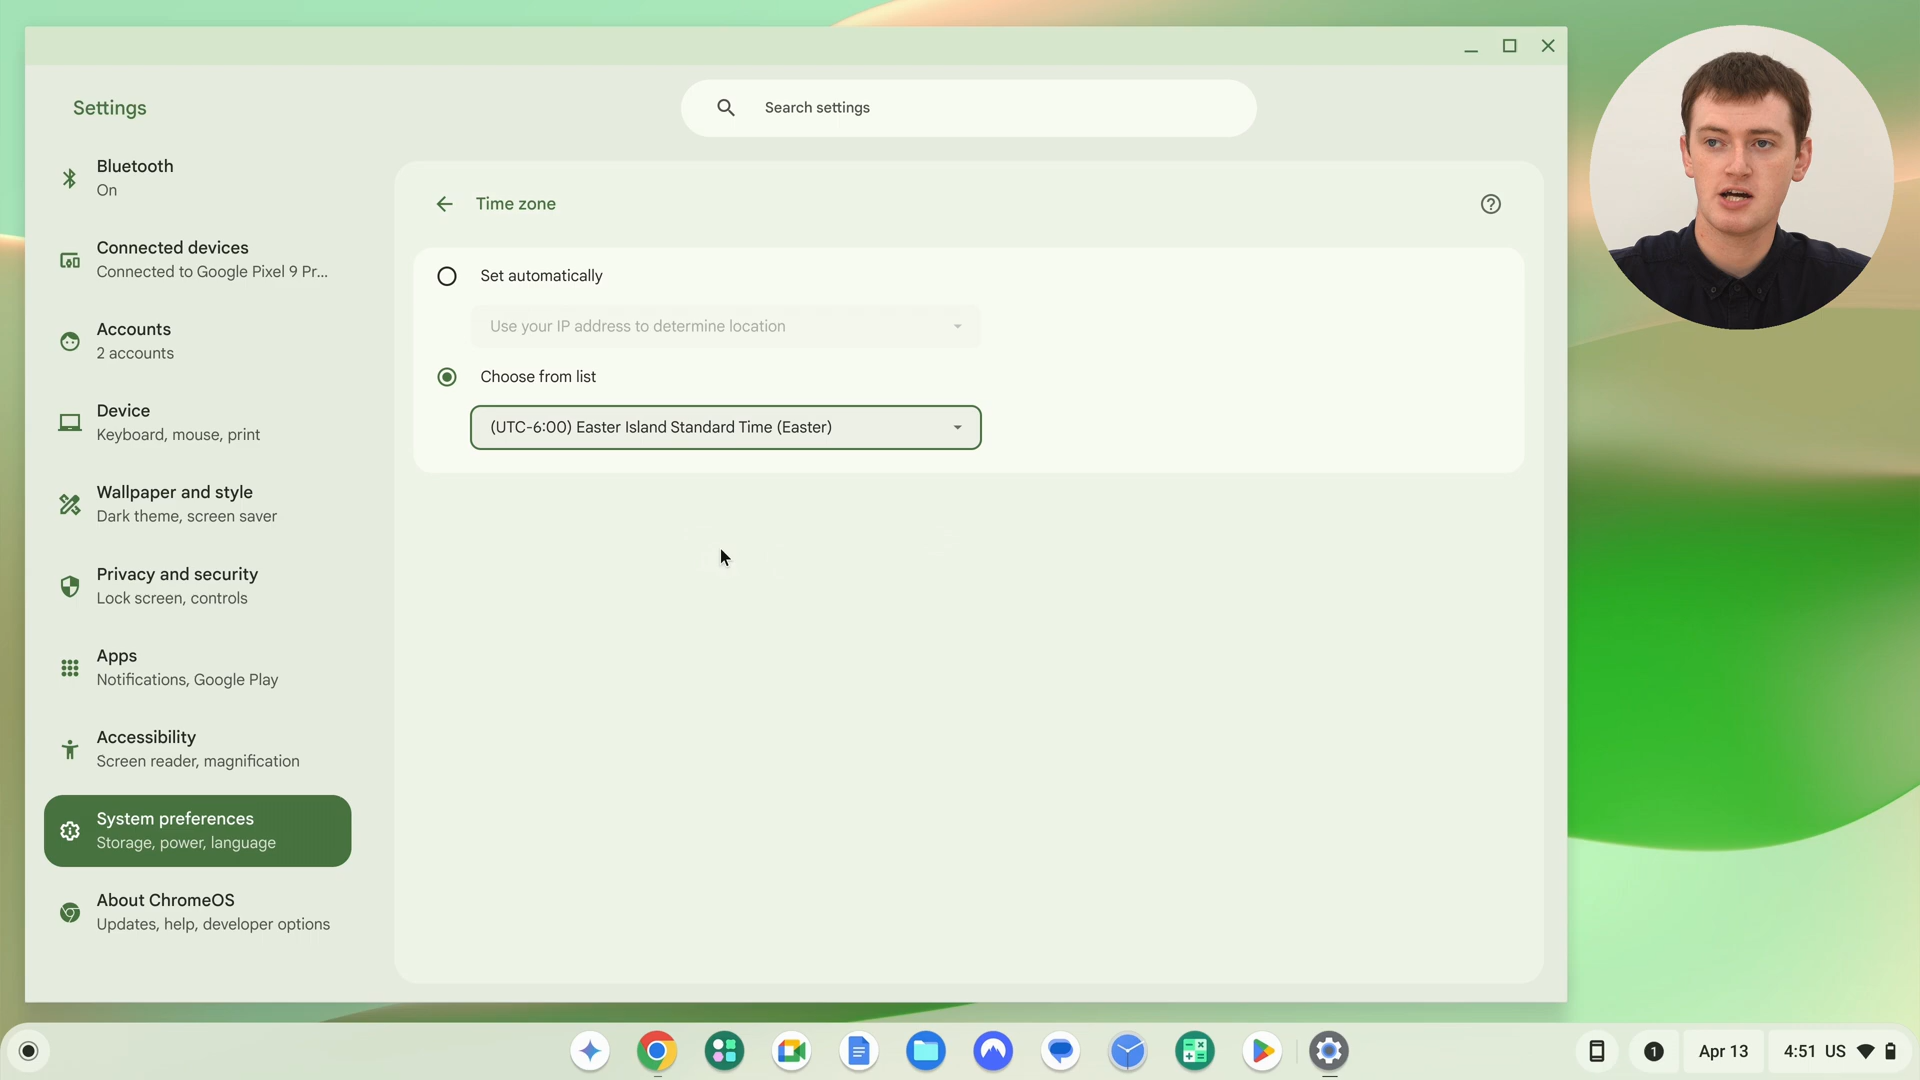 Settings
Search settings
Bluetooth
On
Connected devices
Connected to Google Pixel 9 Pr...
Accounts
2 accounts
Device
Keyboard, mouse, print
Wallpaper and style
Dark theme, screen saver
Privacy and security
Lock screen, controls
Apps
Notifications, Google Play
Accessibility
Screen reader, magnification
System preferences
Storage, power, language
About ChromeOS
Updates, help, developer options
Time zone
Set automatically
Use your IP address to determine location
Choose from list
(UTC-6:00) Easter Island Standard Time (Easter)
1
Apr 13
4:51 US